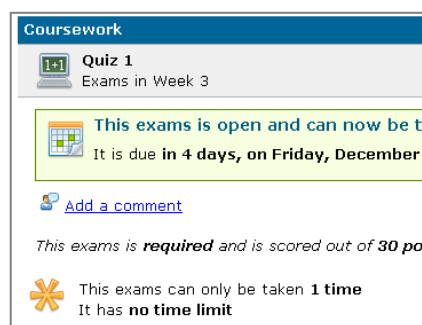 Coursework
1+1
Quiz 1
Exams in Week 3
This exams is open and can now be
It is due in 4 days, on Friday, December
Add a comment
This exams is required and is scored out of 30
This exams can only be taken 1 time
It has no time limit